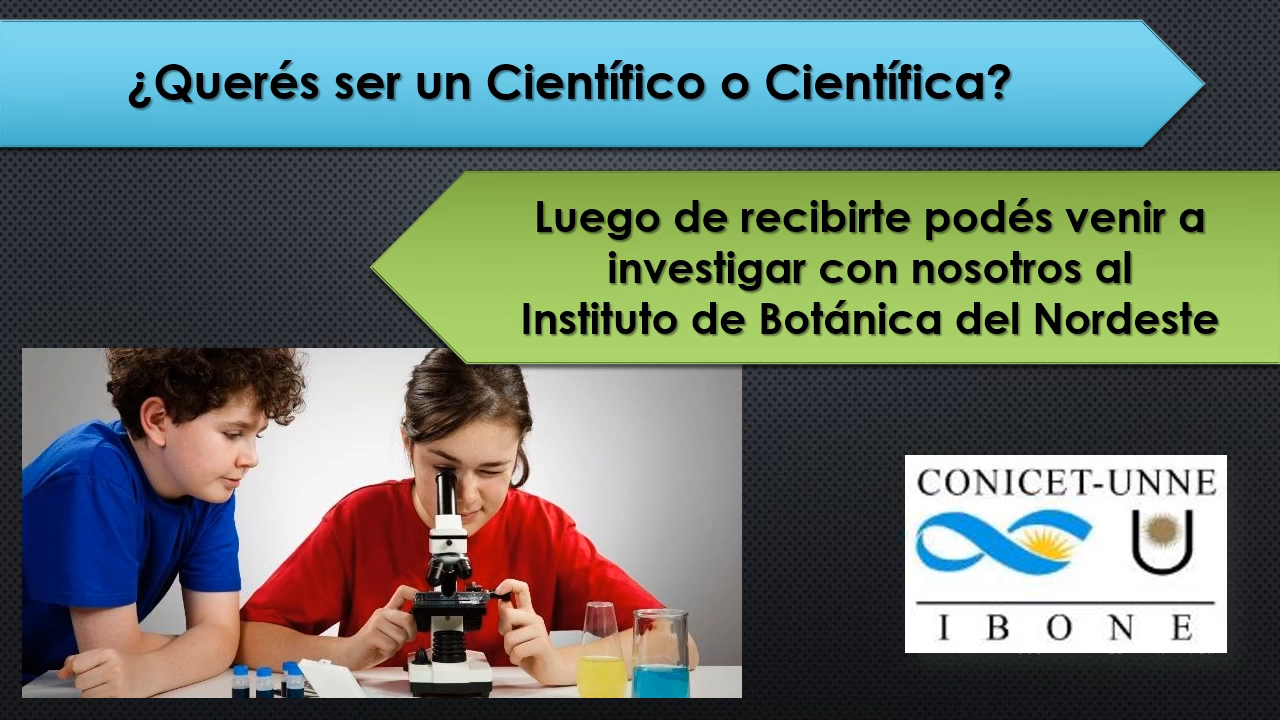 ¿Querés ser un Científico o Científica?
Luego de recibirte podés venir a
investigar con nosotros al
Instituto de Botánica del Nordeste
CONICET-UNNE
I B O N E